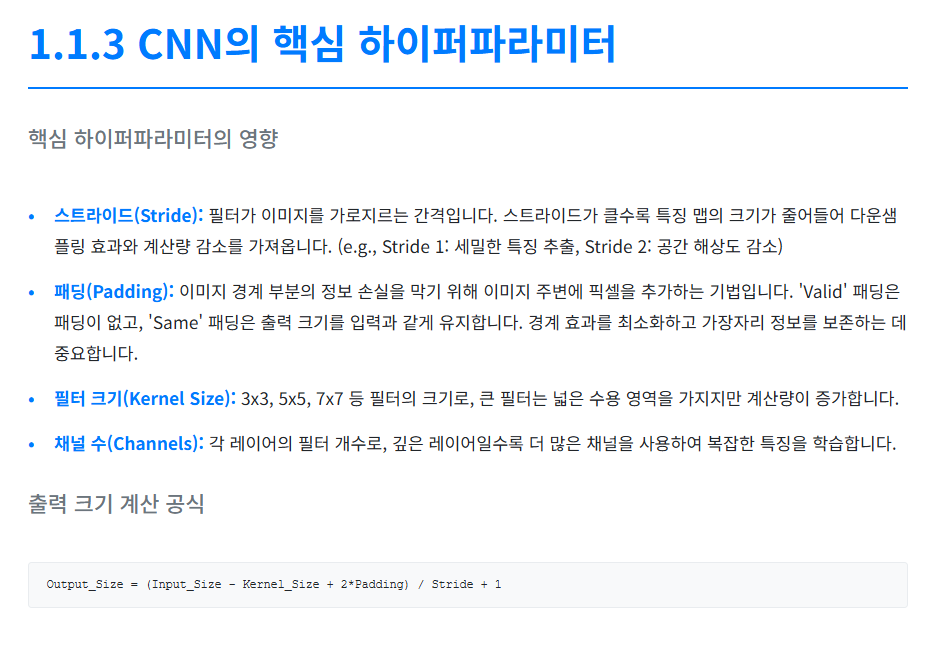 1.1.3 CNN의 핵심 하이퍼파라미터
핵심 하이퍼파라미터의 영향
• 스트라이드(Stride): 필터가 이미지를 가로지르는 간격입니다. 스트라이드가 클수록 특징 맵의 크기가 줄어들어 다운샘
플링 효과와 계산량 감소를 가져옵니다. (e.g., Stride 1: 세밀한 특징 추출, Stride 2: 공간 해상도 감소)
• 패딩(Padding): 이미지 경계 부분의 정보 손실을 막기 위해 이미지 주변에 픽셀을 추가하는 기법입니다. 'Valid' 패딩은
패딩이 없고, 'Same' 패딩은 출력 크기를 입력과 같게 유지합니다. 경계 효과를 최소화하고 가장자리 정보를 보존하는 데
중요합니다.
• 필터 크기(Kernel Size): 3x3, 5x5, 7x7 등 필터의 크기로, 큰 필터는 넓은 수용 영역을 가지지만 계산량이 증가합니다.
• 채널 수(Channels): 각 레이어의 필터 개수로, 깊은 레이어일수록 더 많은 채널을 사용하여 복잡한 특징을 학습합니다.
출력 크기 계산 공식
Output_Size = (Input_Size - Kernel_Size + 2*Padding) / Stride + 1